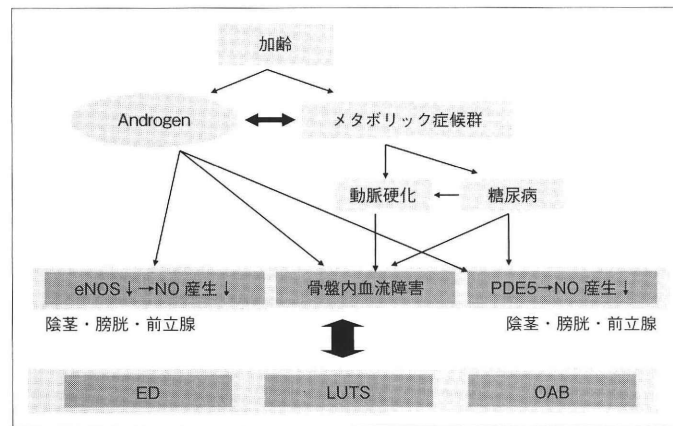 加齢
Androgen
メタボリック症候群
動脈硬化
糖尿病
eNOS↓→NO 産生↓
骨盤内血流障害
PDE5→NO 産生↓
陰茎・膀胱・前立腺
陰茎・膀胱・前立腺
ED
LUTS
OAB